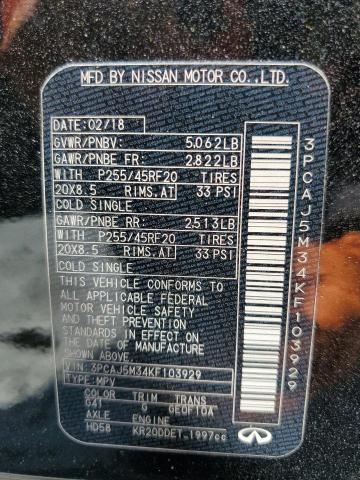 MFD BY NISSAN MOTOR CO., LTD.
DATE: 02/18
GVWR/PNBV: 5,062LB
GAWR/PNBE FR: 2,822LB
WITH P255/45RF20 TIRES
20X8.5 RIMS, AT 33 PSI
COLD SINGLE
GAWR/PNBE RR: 2,513LB
WITH P255/45RF20 TIRES
20X8.5 RIMS, AT 33 PSI
COLD SINGLE
THIS VEHICLE CONFORMS TO
ALL APPLICABLE FEDERAL
MOTOR VEHICLE SAFETY, BUMPER,
AND THEFT PREVENTION
STANDARDS IN EFFECT ON
THE DATE OF MANUFACTURE
SHOWN ABOVE.
V.I.N: 3PCAJ5M34KF103929
TYPE: MPV
COLOR TRIM TRANS
G41 G GE0F10A
AXLE ENGINE
HD58 KR20DDET-1997cc
INFINITI
3PCAJ5M34KF103929